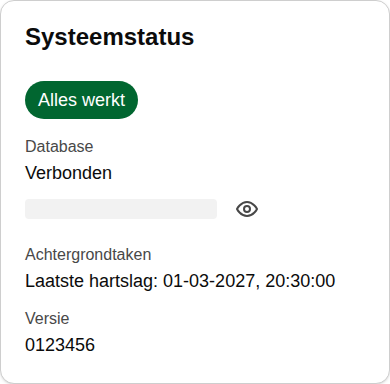 Systeemstatus
Alles werkt
Database
Verbonden
Achtergrondtaken
Laatste hartslag: 01-03-2027, 20:30:00
Versie
0123456